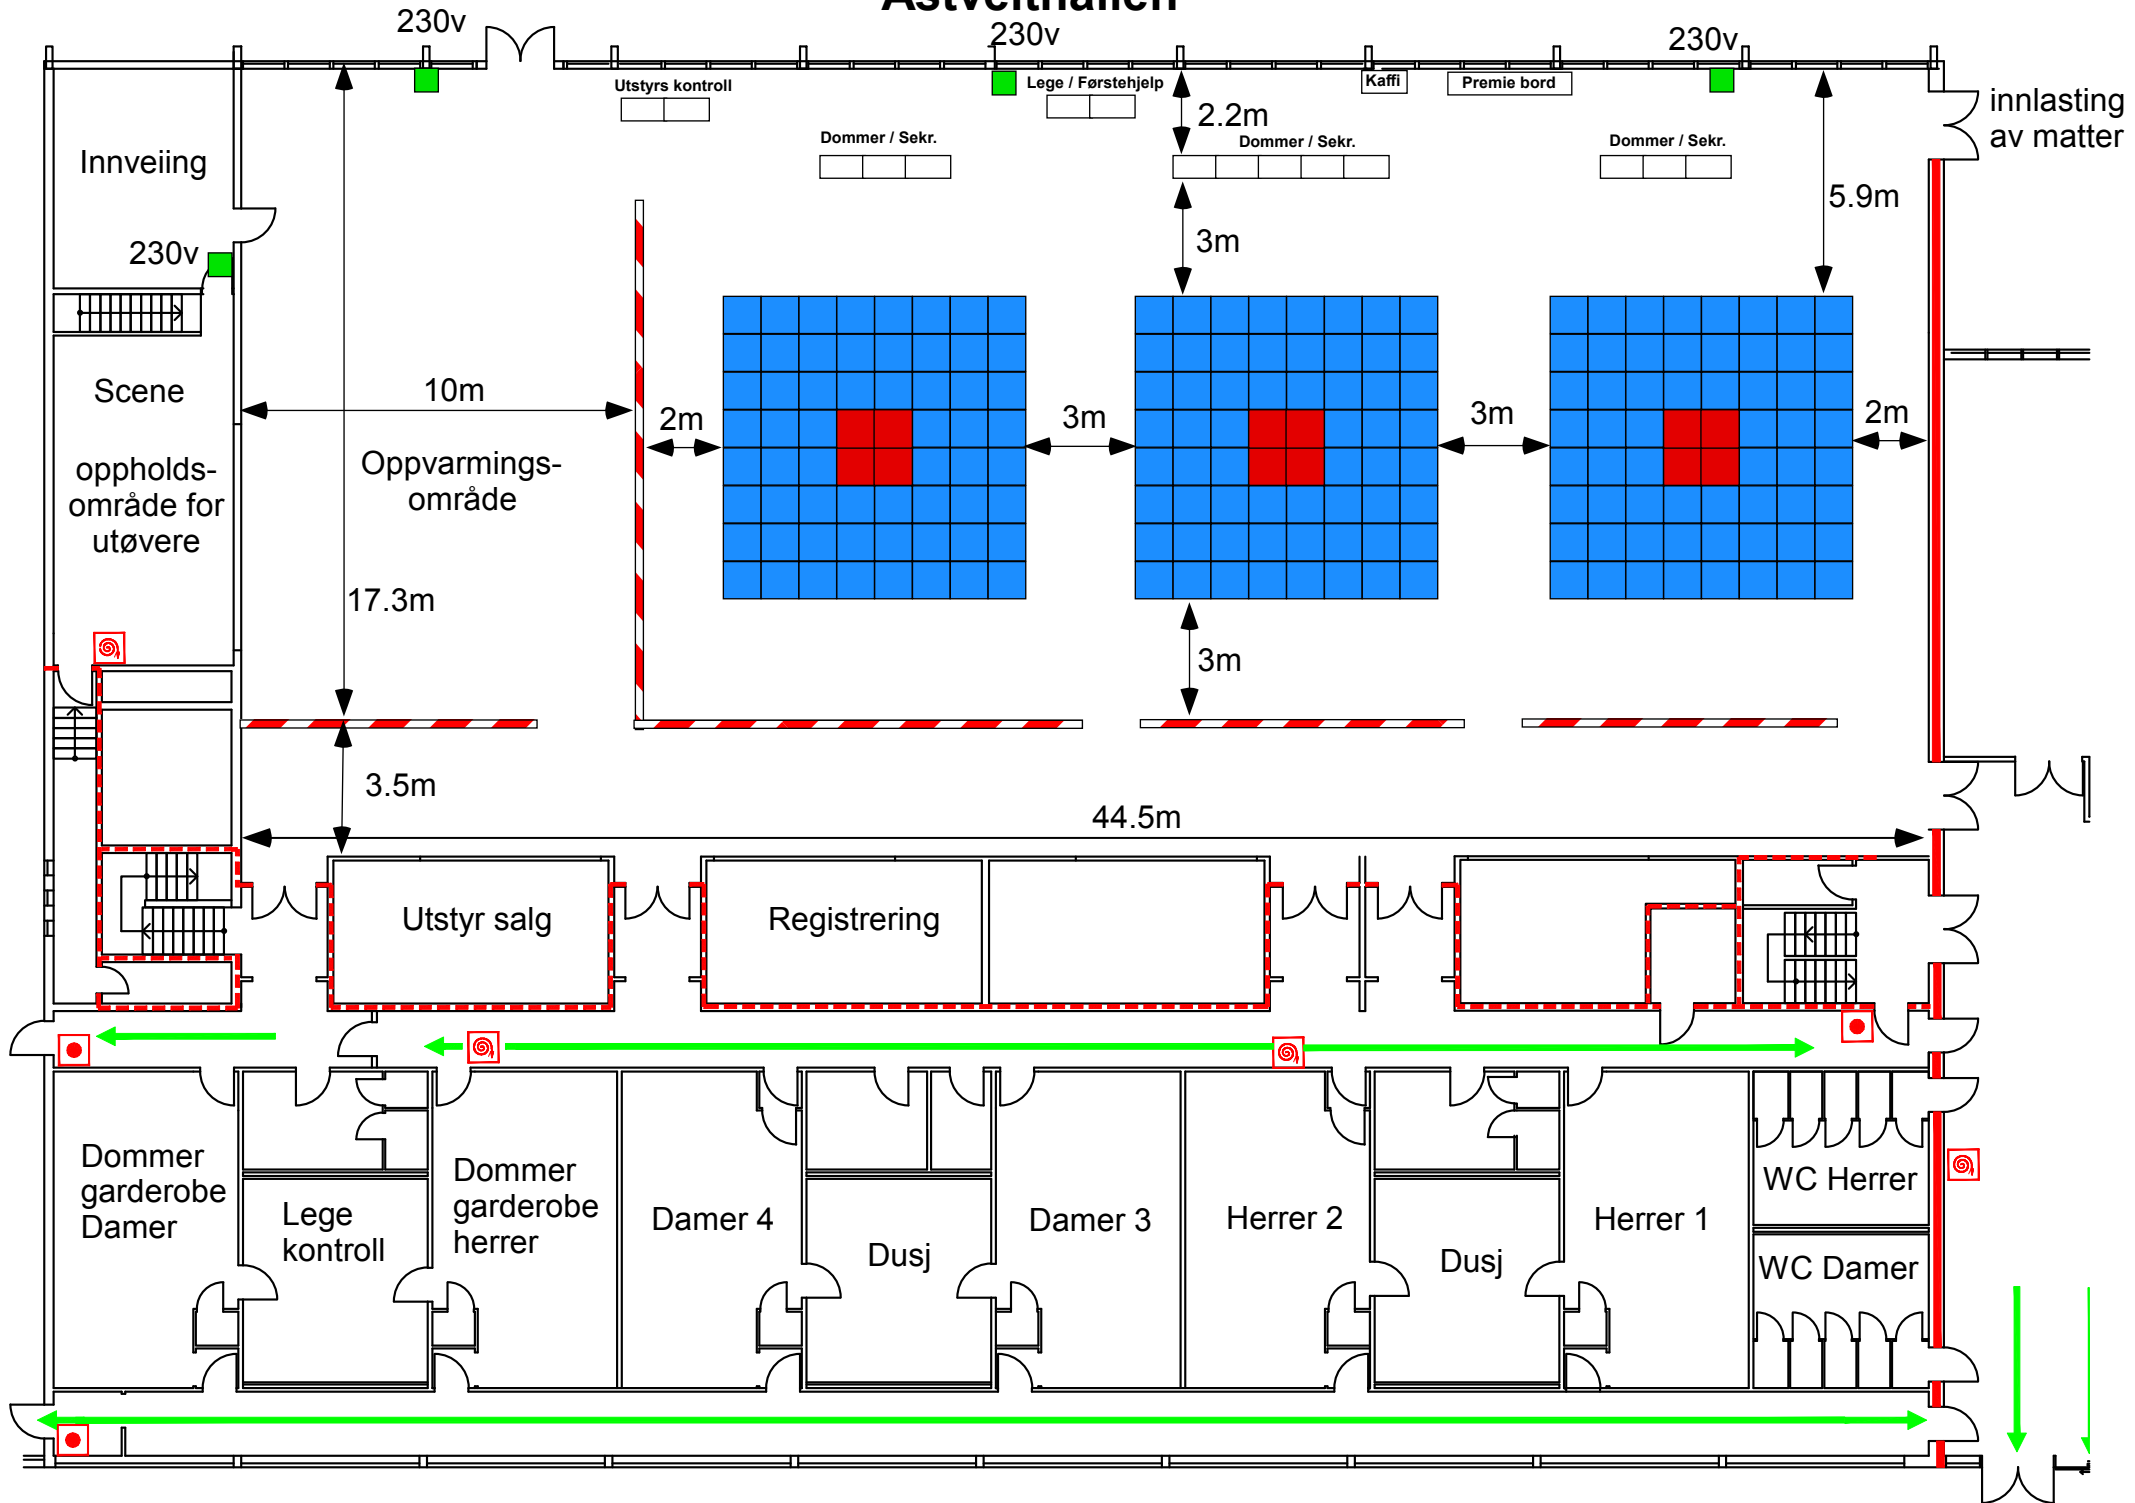 Åstveithallen
230v
230v
230v
Utstyrs kontroll
Lege / Førstehjelp
Kaffi
Premie bord
innlasting
av matter
2.2m
Dommer / Sekr.
Dommer / Sekr.
Dommer / Sekr.
Innveiing
5.9m
230v
3m
Scene
10m
2m
3m
3m
2m
Oppvarmings-
område
oppholds-
område for
utøvere
17.3m
3m
3.5m
44.5m
Utstyr salg
Registrering
Dommer
garderobe
Damer
Lege
kontroll
Dommer
garderobe
herrer
Damer 4
Dusj
Damer 3
Herrer 2
Dusj
Herrer 1
WC Herrer
WC Damer